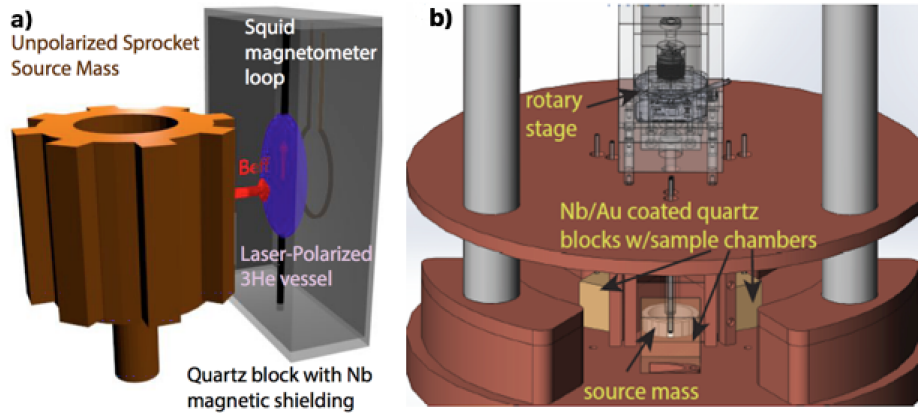 a)
Unpolarized Sprocket
Source Mass
Squid
magnetometer
loop
Beff
Laser-Polarized
3He vessel
Quartz block with Nb
magnetic shielding
b)
rotary
stage
Nb/Au coated quartz
blocks w/sample chambers
source mass